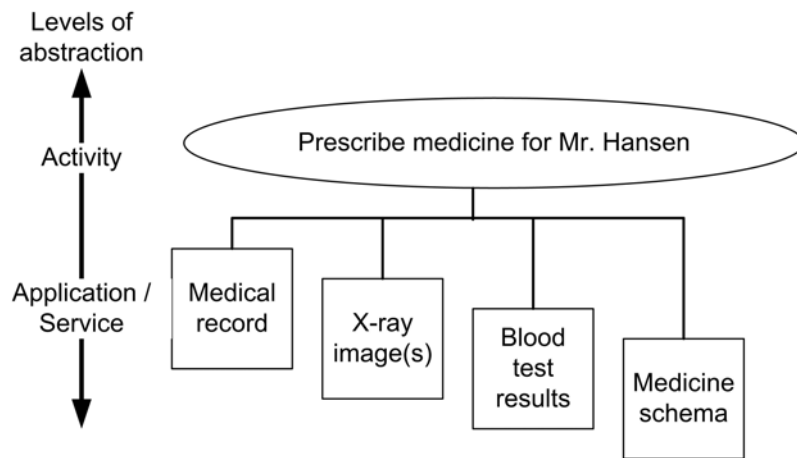 Levels of
abstraction
Activity
Prescribe medicine for Mr. Hansen
Application /
Service
Medical
record
X-ray
image(s)
Blood
test
results
Medicine
schema